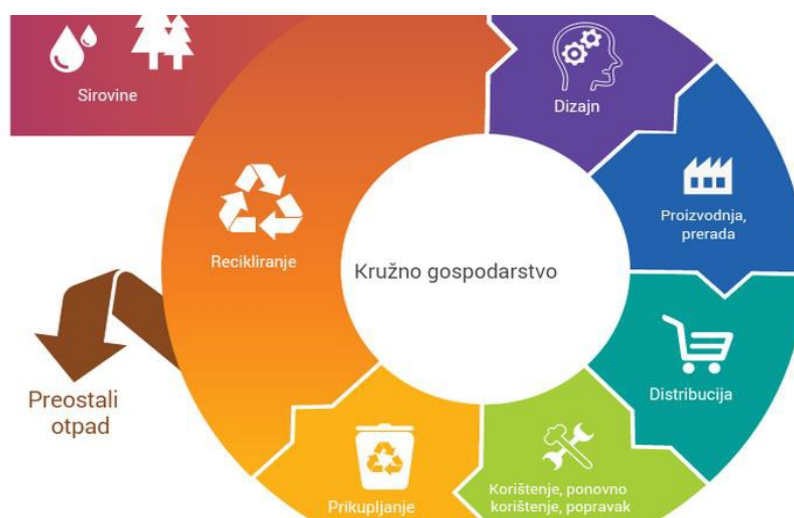 Sirovine
Dizajn
Proizvodnja,
prerada
Recikliranje
Kružno gospodarstvo
Distribucija
Preostali
otpad
Korištenje, ponovno
korištenje, popravak
Prikupljanje